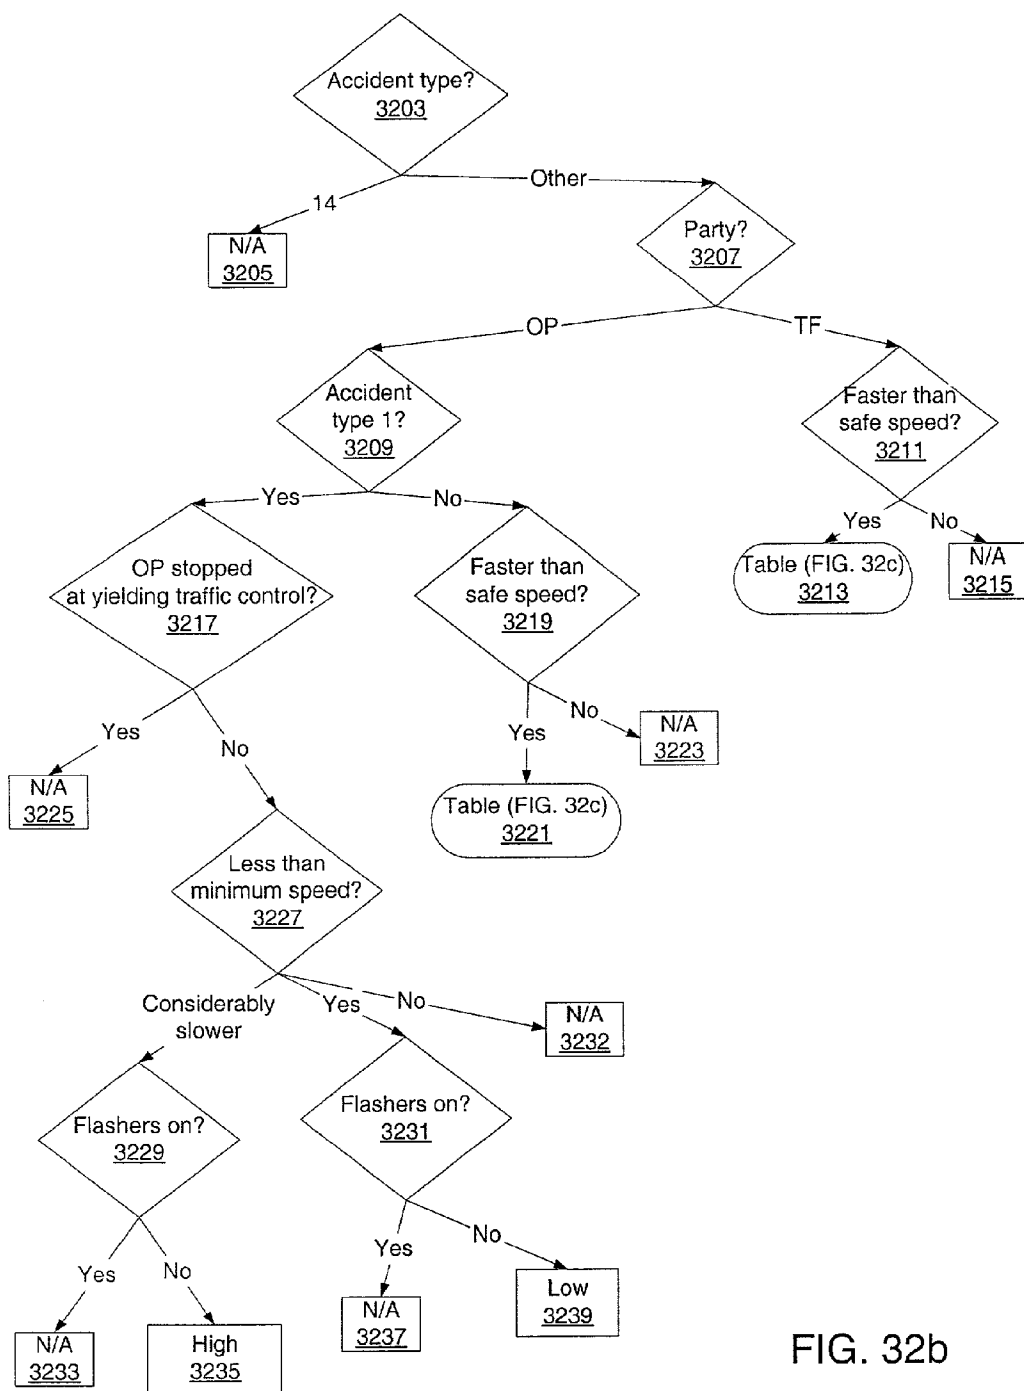 Accident type?
3203
14
Other
N/A
3205
Party?
3207
OP
TF
Accident
type 1?
3209
Faster than
safe speed?
3211
Yes
No
Yes
No
Table (FIG. 32c)
3213
N/A
3215
OP stopped
at yielding traffic control?
3217
Faster than
safe speed?
3219
Yes
No
Yes
No
N/A
3223
N/A
3225
Table (FIG. 32c)
3221
Less than
minimum speed?
3227
Considerably
slower
Yes
No
N/A
3232
Flashers on?
3229
Flashers on?
3231
Yes
No
Yes
No
N/A
3233
High
3235
N/A
3237
Low
3239
FIG. 32b